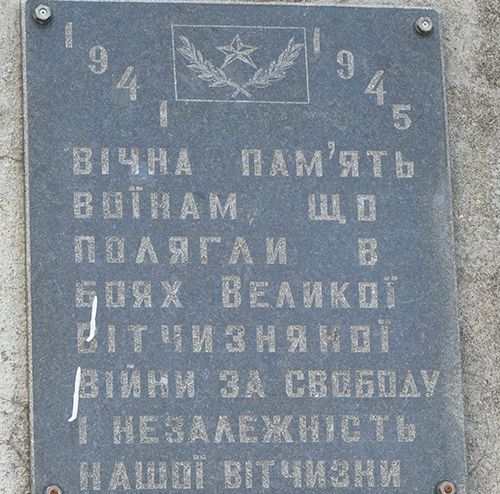 1941 1945
ВІЧНА ПАМ'ЯТЬ
ВОЇНАМ, ЩО
ПОЛЯГЛИ В
БОЯХ ВЕЛИКОЇ
ВІТЧИЗНЯНОЇ
ВІЙНИ ЗА СВОБОДУ
І НЕЗАЛЕЖНІСТЬ
НАШОЇ ВІТЧИЗНИ